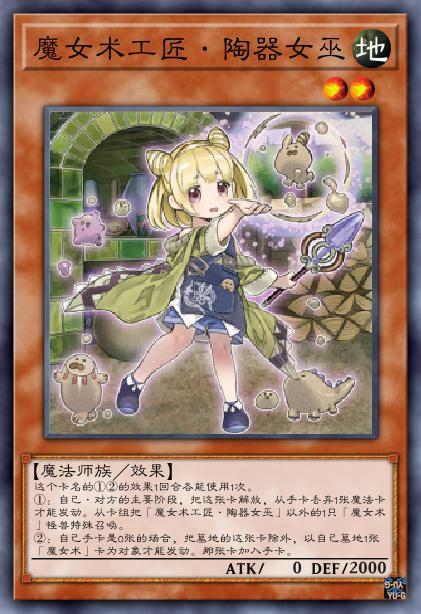 魔女术工匠·陶器女巫
地
【魔法师族/效果】
这个卡名的①②的效果1回合各能使用1次。
①：自己·对方的主要阶段，把这张卡解放，从手卡丢弃1张魔法卡
才能发动。从卡组把「魔女术工匠·陶器女巫」以外的1只「魔女术
」怪兽特殊召唤。
②：自己手卡是0张的场合，把墓地的这张卡除外，以自己墓地1张
「魔女术」卡为对象才能发动。那张卡加入手卡。
ATK/ 0 DEF/2000